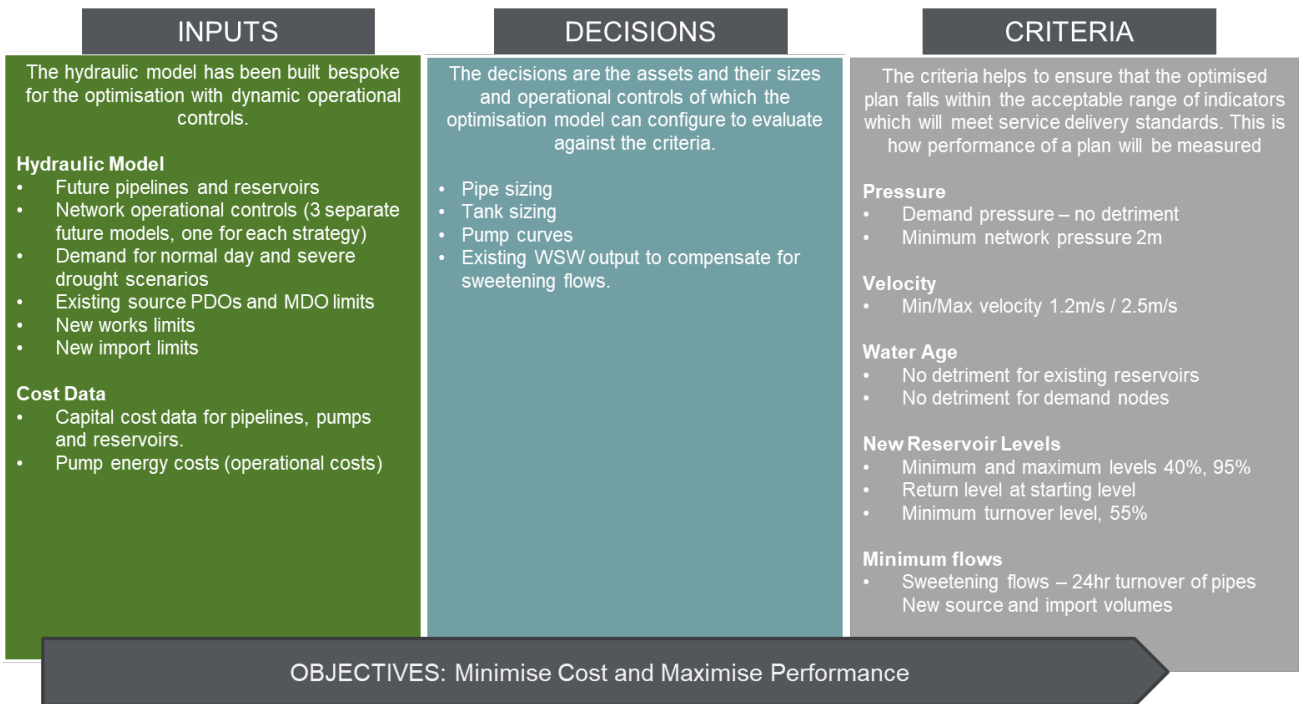 INPUTS
The hydraulic model has been built bespoke
for the optimisation with dynamic operational
controls.
Hydraulic Model
• Future pipelines and reservoirs
• Network operational controls (3 separate
future models, one for each strategy)
• Demand for normal day and severe
drought scenarios
• Existing source PDOs and MDO limits
• New works limits
• New import limits
Cost Data
• Capital cost data for pipelines, pumps
and reservoirs.
• Pump energy costs (operational costs)
DECISIONS
The decisions are the assets and their sizes
and operational controls of which the
optimisation model can configure to evaluate
against the criteria.
• Pipe sizing
• Tank sizing
• Pump curves
• Existing WSW output to compensate for
sweetening flows.
CRITERIA
The criteria helps to ensure that the optimised
plan falls within the acceptable range of indicators
which will meet service delivery standards. This is
how performance of a plan will be measured
Pressure
• Demand pressure – no detriment
• Minimum network pressure 2m
Velocity
• Min/Max velocity 1.2m/s / 2.5m/s
Water Age
• No detriment for existing reservoirs
• No detriment for demand nodes
New Reservoir Levels
• Minimum and maximum levels 40%, 95%
• Return level at starting level
• Minimum turnover level, 55%
Minimum flows
• Sweetening flows – 24hr turnover of pipes
New source and import volumes
OBJECTIVES: Minimise Cost and Maximise Performance